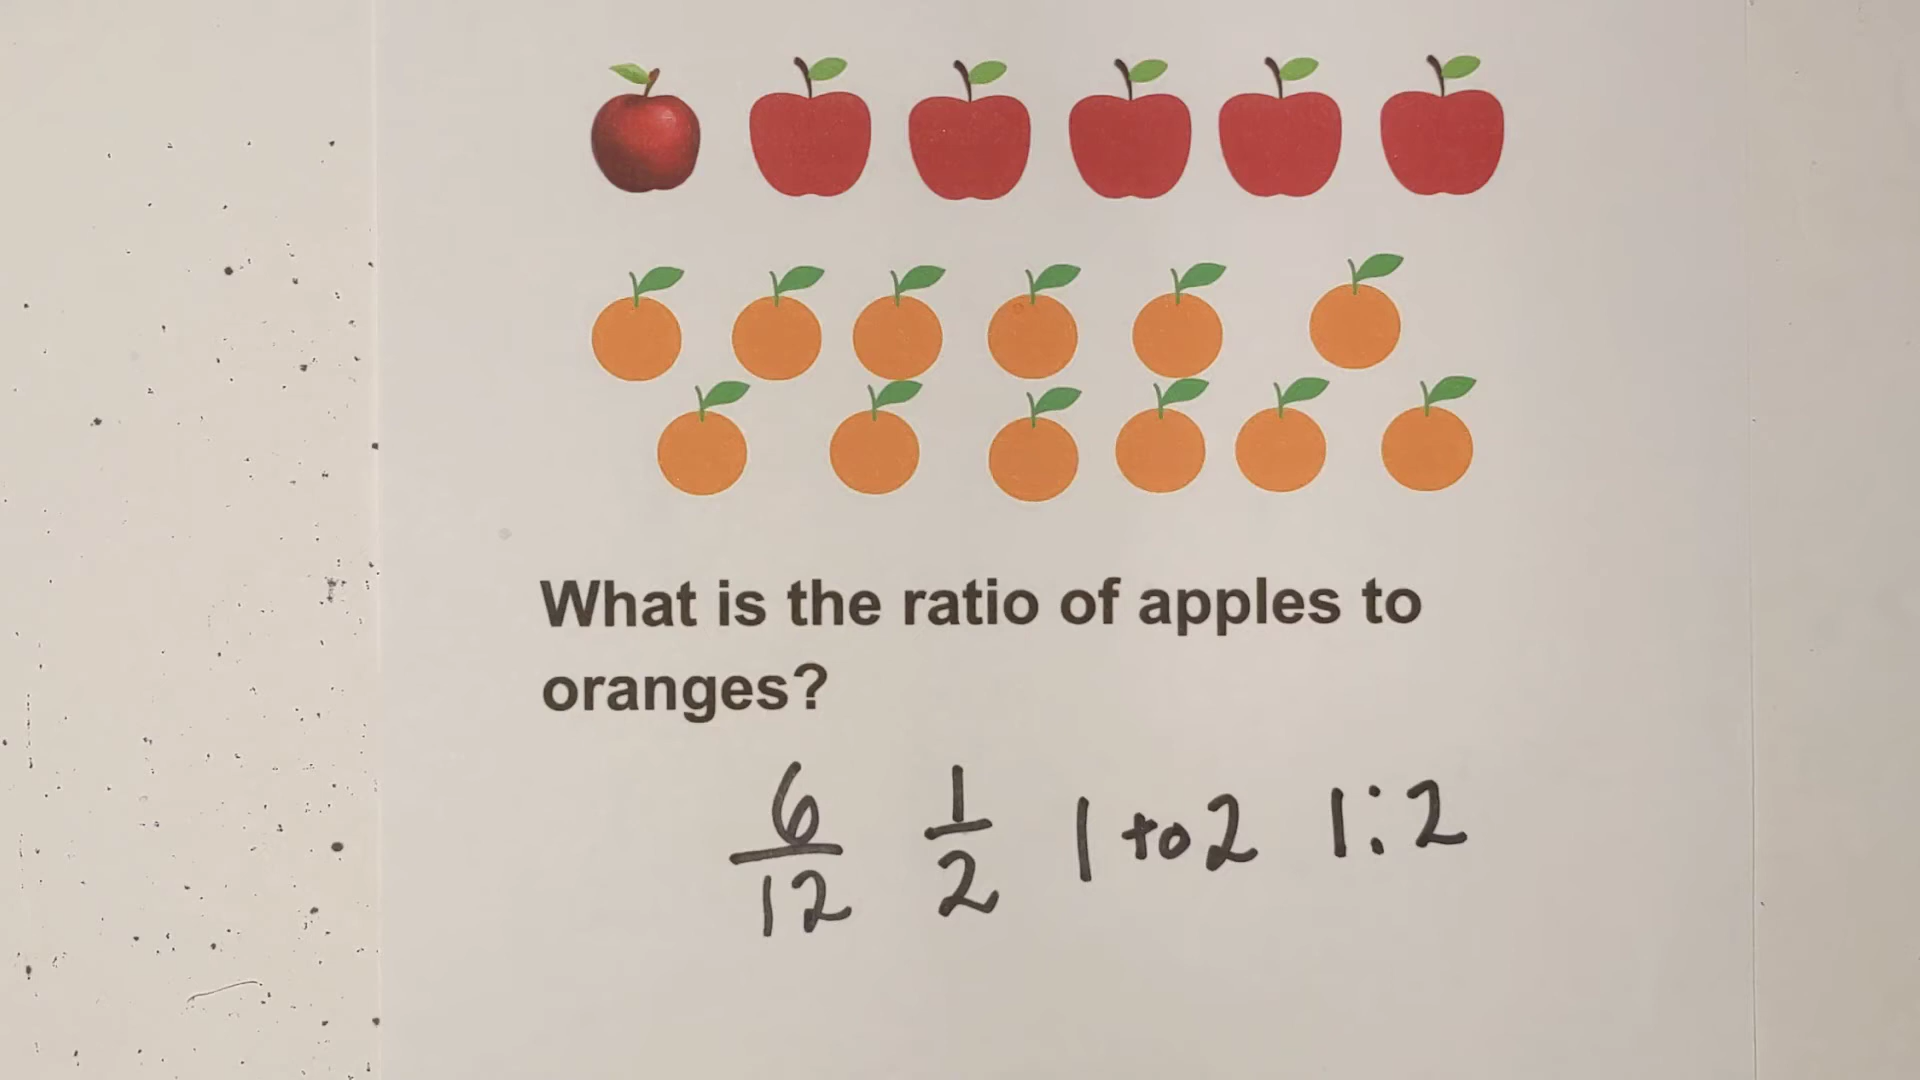 What is the ratio of apples to
oranges?
6/12 1/2 1 to 2 1:2